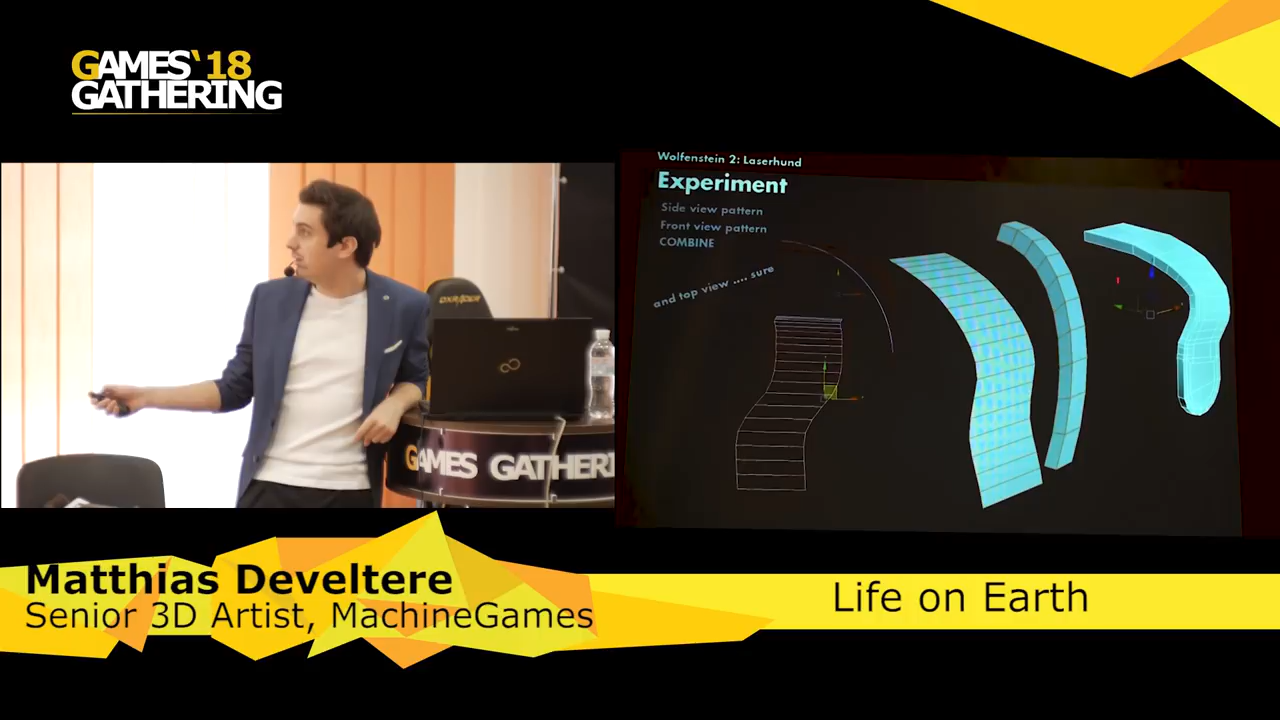 GAMES'18
GATHERING
Wolfenstein 2: Laserhund
Experiment
Side view pattern
Front view pattern
COMBINE
and top view .... sure
DXRACER
GAMES GATHERI
Matthias Develtere
Senior 3D Artist, MachineGames
Life on Earth